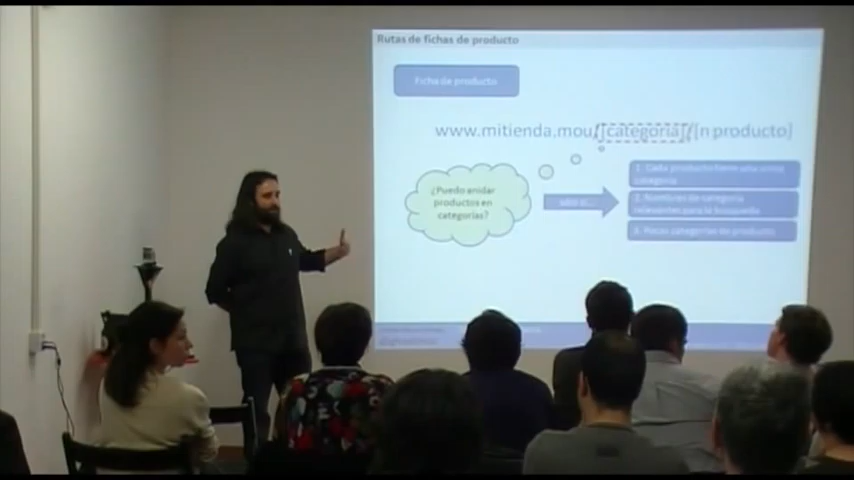 Rutas de fichas de producto
Ficha de producto
www.mitienda.mou/[categoria]/[n producto]
¿Puedo anidar
productos en
categorías?
sólo si...
1. Cada producto tiene una única
categoría
2. Nombres de categoría
relevantes para la búsqueda
3. Pocas categorías de producto